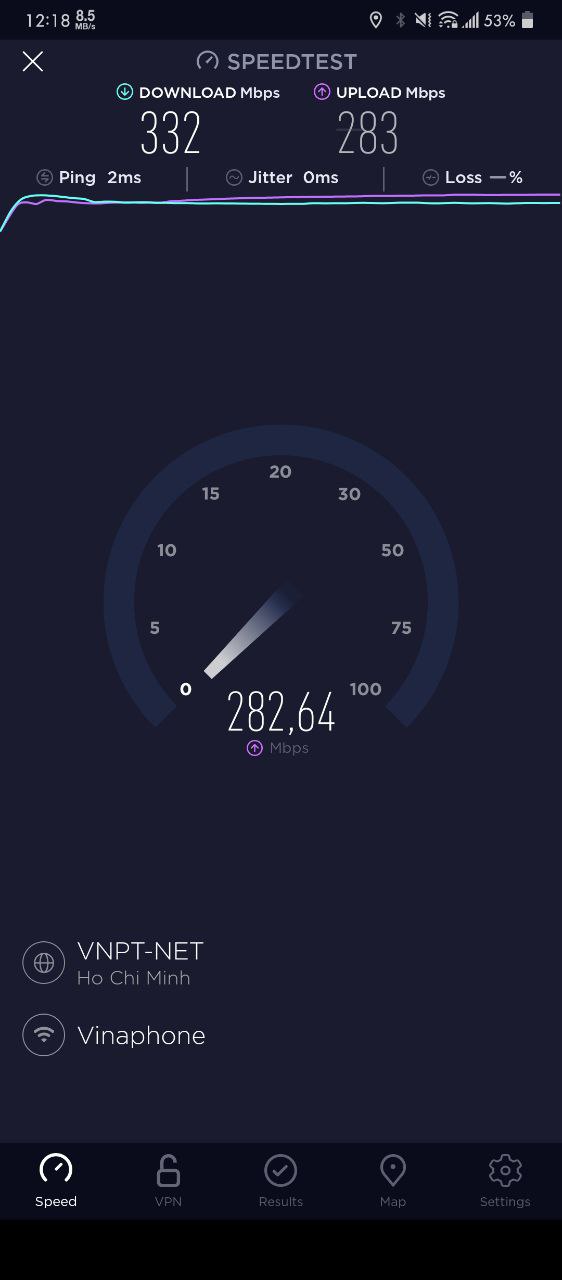 12:18 8.5 MB/s 53%
SPEEDTEST
DOWNLOAD Mbps UPLOAD Mbps
332 283
Ping 2ms Jitter 0ms Loss —%
20
15 30
10 50
5 75
0 100
282,64
Mbps
VNPT-NET
Ho Chi Minh
Vinaphone
Speed VPN Results Map Settings